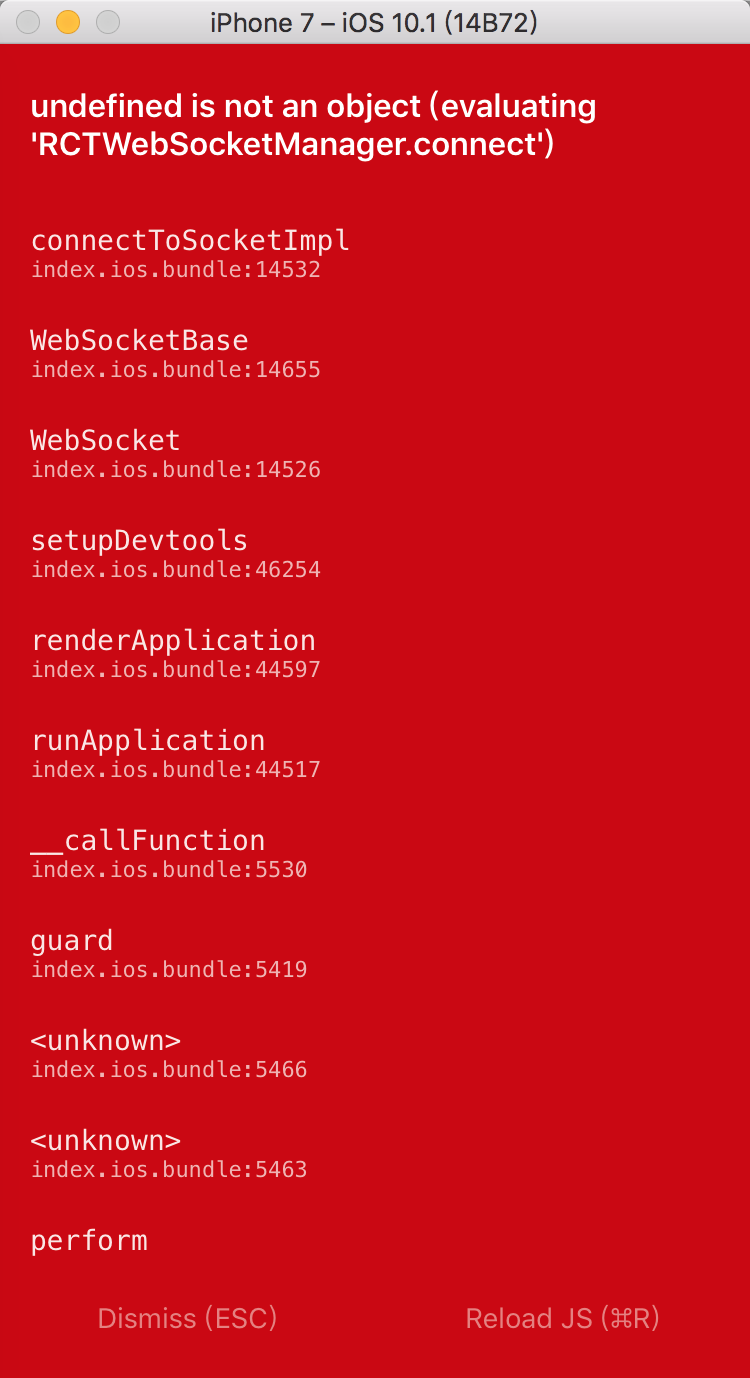 iPhone 7 – iOS 10.1 (14B72)
undefined is not an object (evaluating
'RCTWebSocketManager.connect')
connectToSocketImpl
index.ios.bundle:14532
WebSocketBase
index.ios.bundle:14655
WebSocket
index.ios.bundle:14526
setupDevtools
index.ios.bundle:46254
renderApplication
index.ios.bundle:44597
runApplication
index.ios.bundle:44517
__callFunction
index.ios.bundle:5530
guard
index.ios.bundle:5419
<unknown>
index.ios.bundle:5466
<unknown>
index.ios.bundle:5463
perform
Dismiss (ESC)
Reload JS (⌘R)